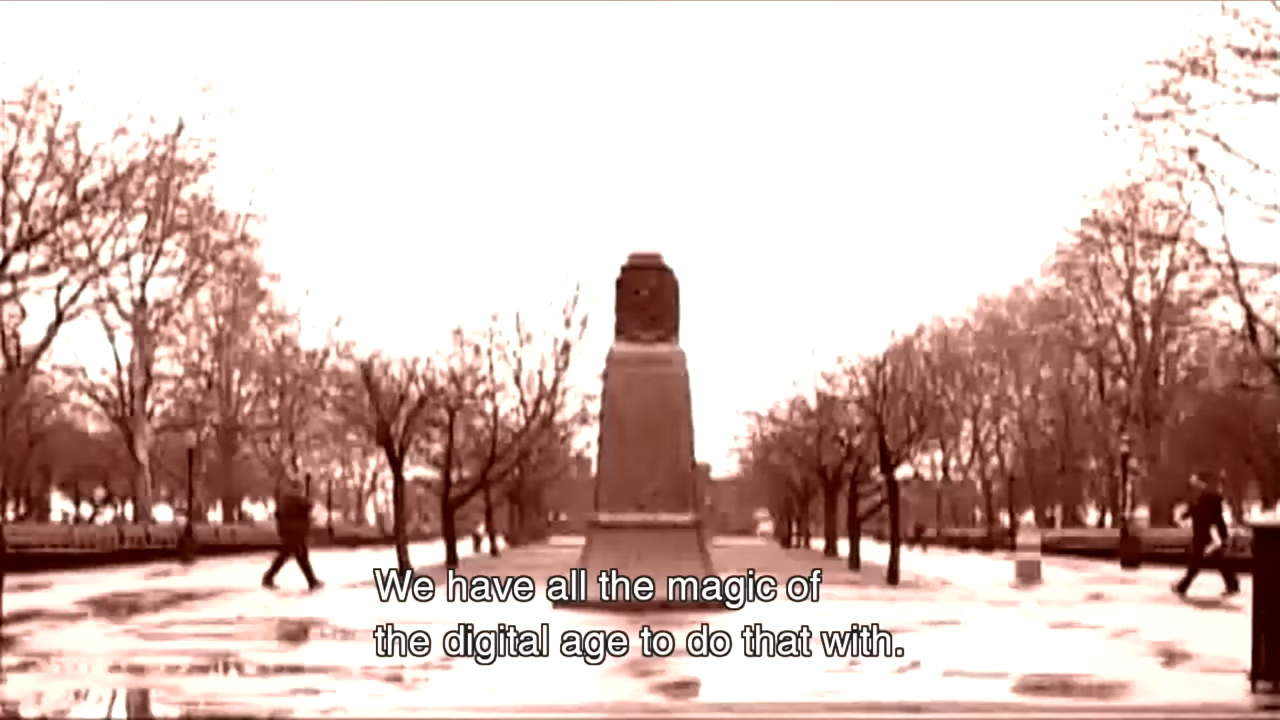 We have all the magic of
the digital age to do that with.